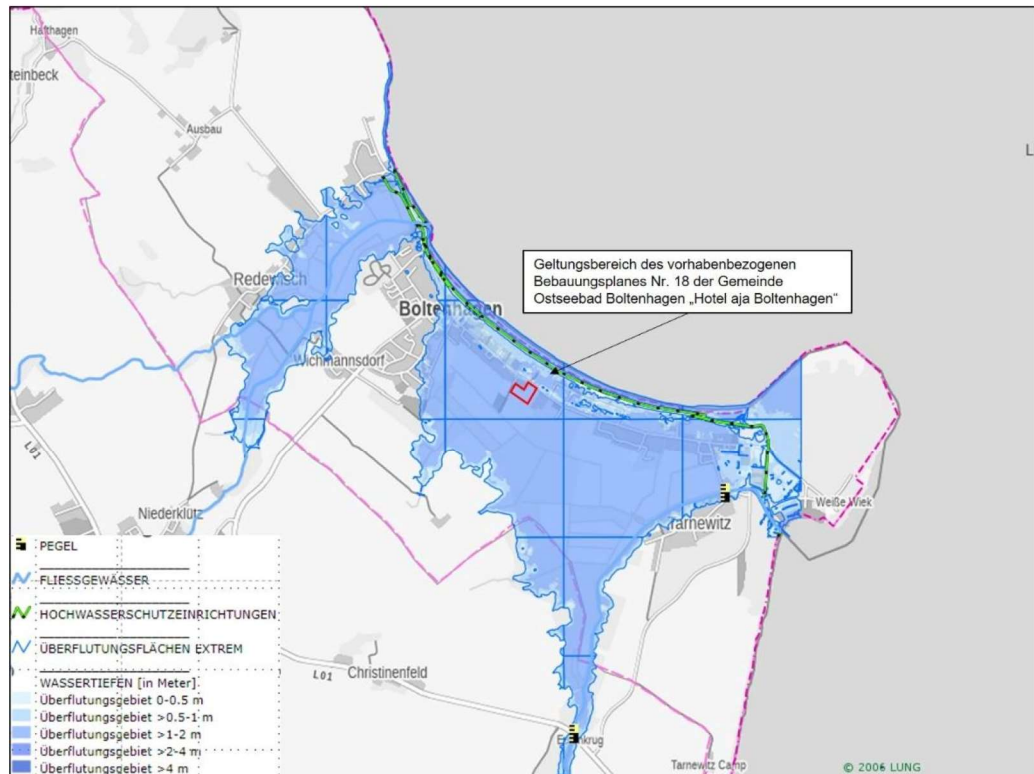 Hafthagen
teinbeck
Ausbau
L
Geltungsbereich des vorhabenbezogenen
Bebauungsplanes Nr. 18 der Gemeinde
Ostseebad Boltenhagen „Hotel aja Boltenhagen“
Redewisch
Boltenhagen
Wichmannsdorf
L01
Weiße Wiek
Niederklütz
Tarnewitz
PEGEL
FLIESSGEWÄSSER
HOCHWASSERSCHUTZEINRICHTUNGEN
ÜBERFLUTUNGSFLÄCHEN EXTREM
WASSERTIEFEN [in Meter]
Überflutungsgebiet 0-0.5 m
Überflutungsgebiet >0.5-1 m
Überflutungsgebiet >1-2 m
Überflutungsgebiet >2-4 m
Überflutungsgebiet >4 m
L01
Christinenfeld
Tarnewitz Camp
© 2006 LUNG